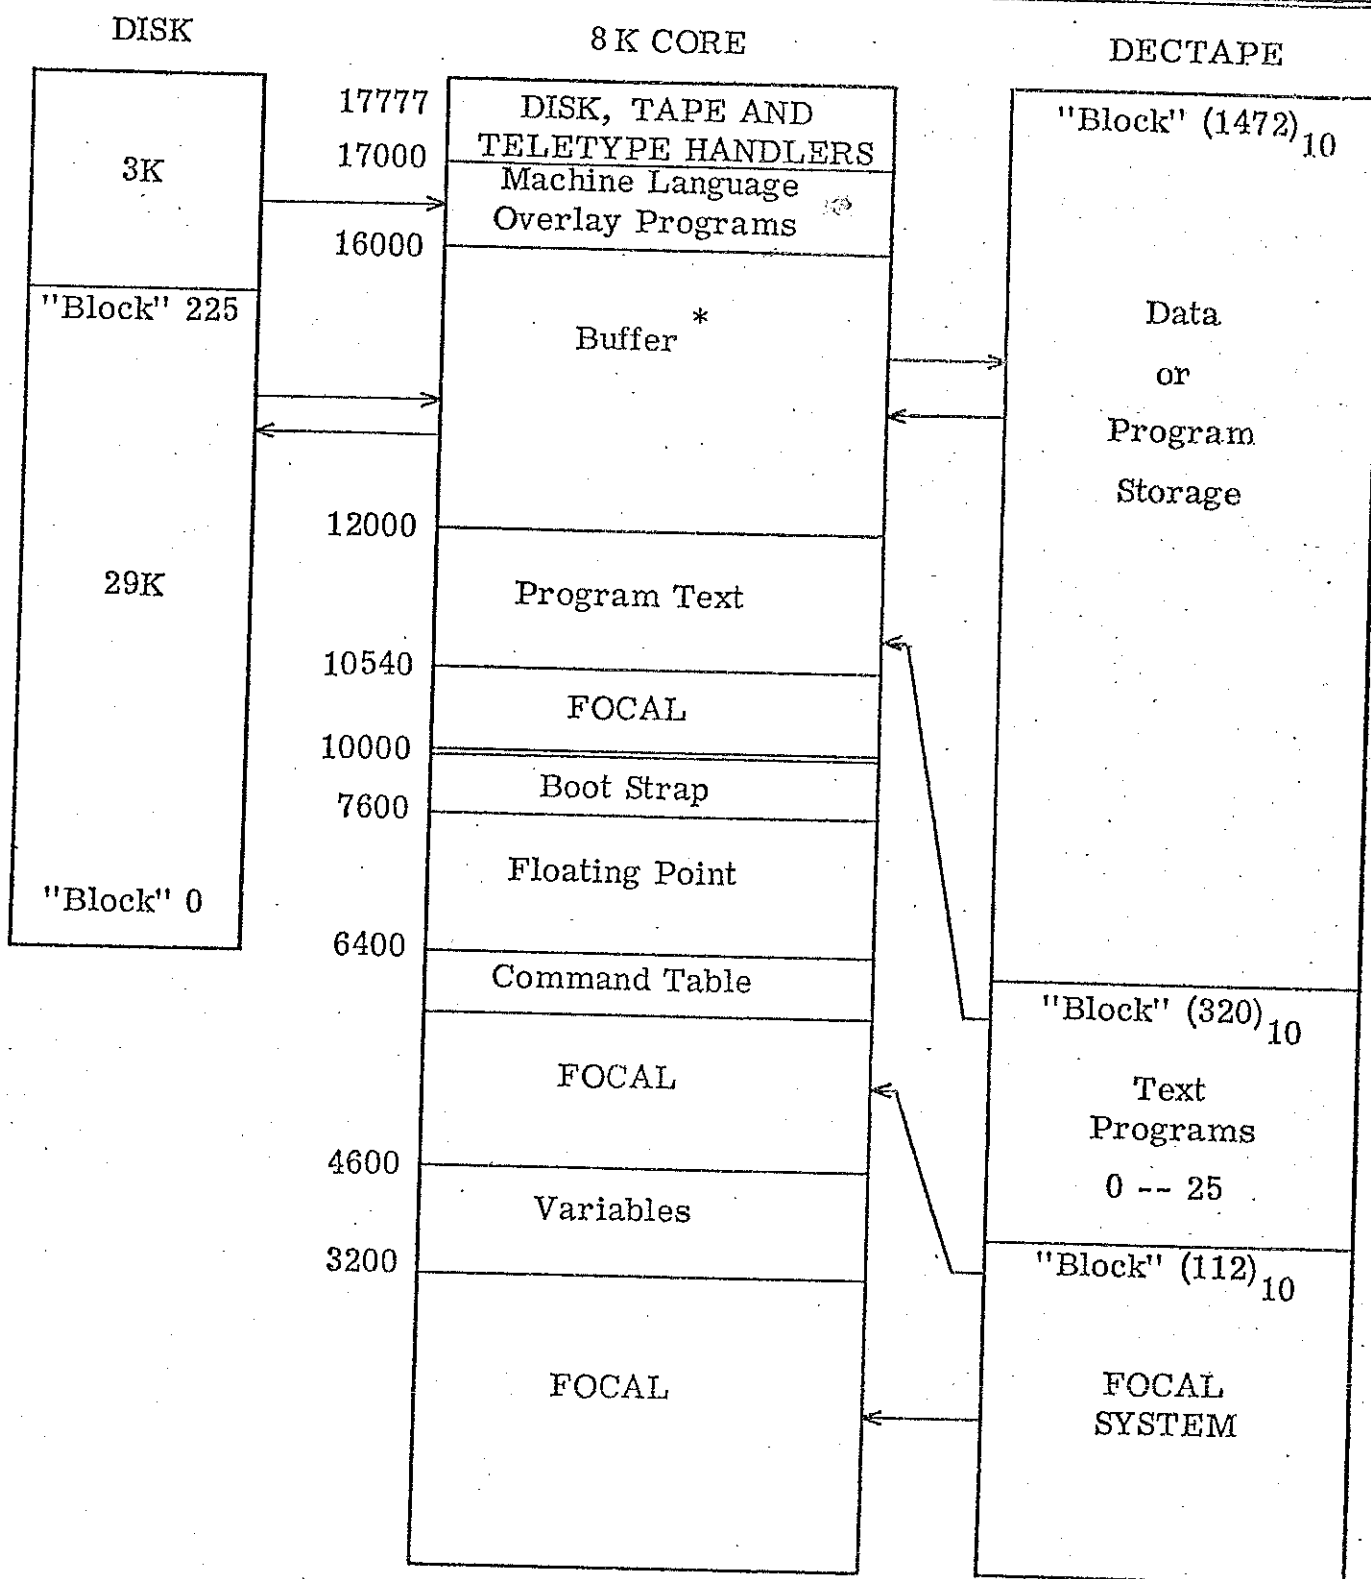 DISK
3K
"Block" 225
29K
"Block" 0
8K CORE
17777
DISK, TAPE AND
TELETYPE HANDLERS
17000
Machine Language
Overlay Programs
16000
Buffer *
12000
Program Text
10540
FOCAL
10000
Boot Strap
7600
Floating Point
6400
Command Table
FOCAL
4600
Variables
3200
FOCAL
DECTAPE
"Block" (1472)10
Data
or
Program
Storage
"Block" (320)10
Text
Programs
0 -- 25
"Block" (112)10
FOCAL
SYSTEM